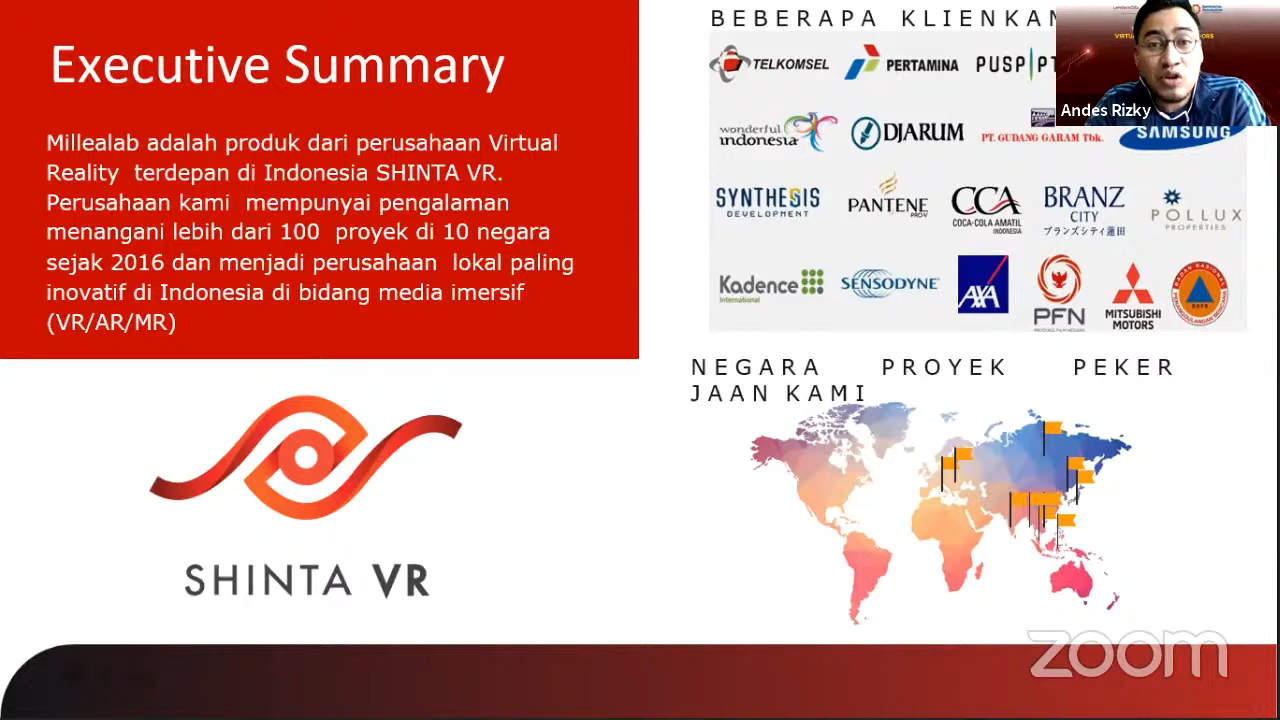 Executive Summary
Millealab adalah produk dari perusahaan Virtual
Reality terdepan di Indonesia SHINTA VR.
Perusahaan kami mempunyai pengalaman
menangani lebih dari 100 proyek di 10 negara
sejak 2016 dan menjadi perusahaan lokal paling
inovatif di Indonesia di bidang media imersif
(VR/AR/MR)
SHINTA VR
BEBERAPA KLIENKAM
TELKOMSEL
PERTAMINA
PUSP|PT
Andes Rizky
wonderful
indonesia
DJARUM
PT. GUDANG GARAM Tbk.
SAMSUNG
SYNTHESIS
DEVELOPMENT
PANTENE
PRO-V
CCA
COCA-COLA AMATIL
INDONESIA
BRANZ
CITY
ブランズシティ蓮田
POLLUX
PROPERTIES
Kadence
International
SENSODYNE
AXA
PFN
MITSUBISHI
MOTORS
NEGARA PROYEK PEKER
JAAN KAMI
zoom